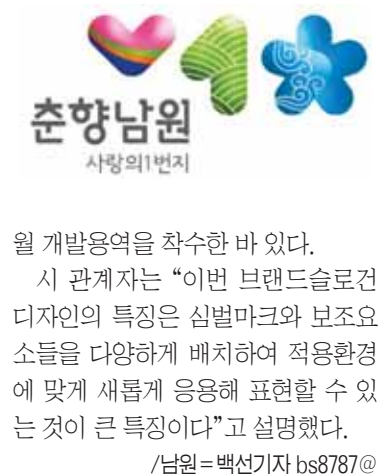 춘향남원
사랑의1번지
월 개발용역을 착수한 바 있다.
시 관계자는 “이번 브랜드슬로건
디자인의 특징은 심벌마크와 보조요
소들을 다양하게 배치하여 적용환경
에 맞게 새롭게 응용해 표현할 수 있
는 것이 큰 특징이다”고 설명했다.
/남원=백선기자 bs8787@